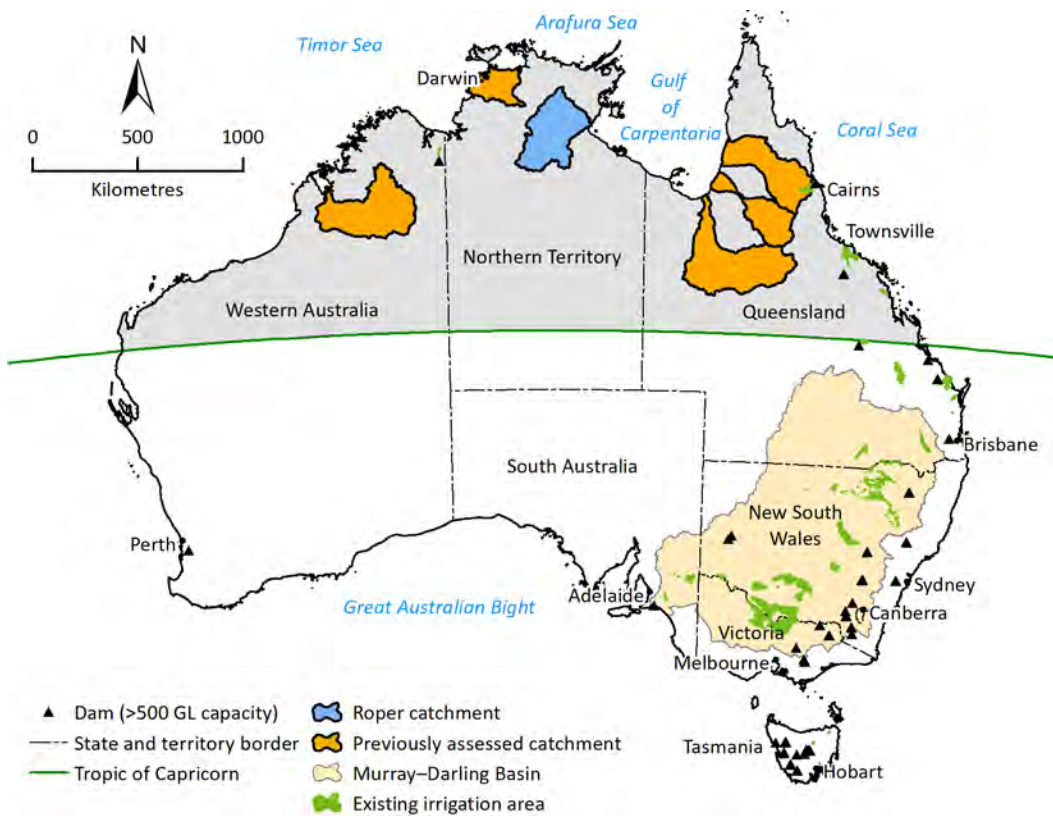 Arafura Sea
Timor Sea
N
Darwin
Gulf
of
Carpentaria
Coral Sea
0 500 1000
Kilometres
Cairns
Townsville
Northern Territory
Western Australia
Queensland
Brisbane
South Australia
New South
Wales
Perth
Adelaide
Sydney
Great Australian Bight
Canberra
Victoria
Melbourne
Dam (>500 GL capacity)
State and territory border
Tropic of Capricorn
Roper catchment
Previously assessed catchment
Murray–Darling Basin
Existing irrigation area
Tasmania
Hobart